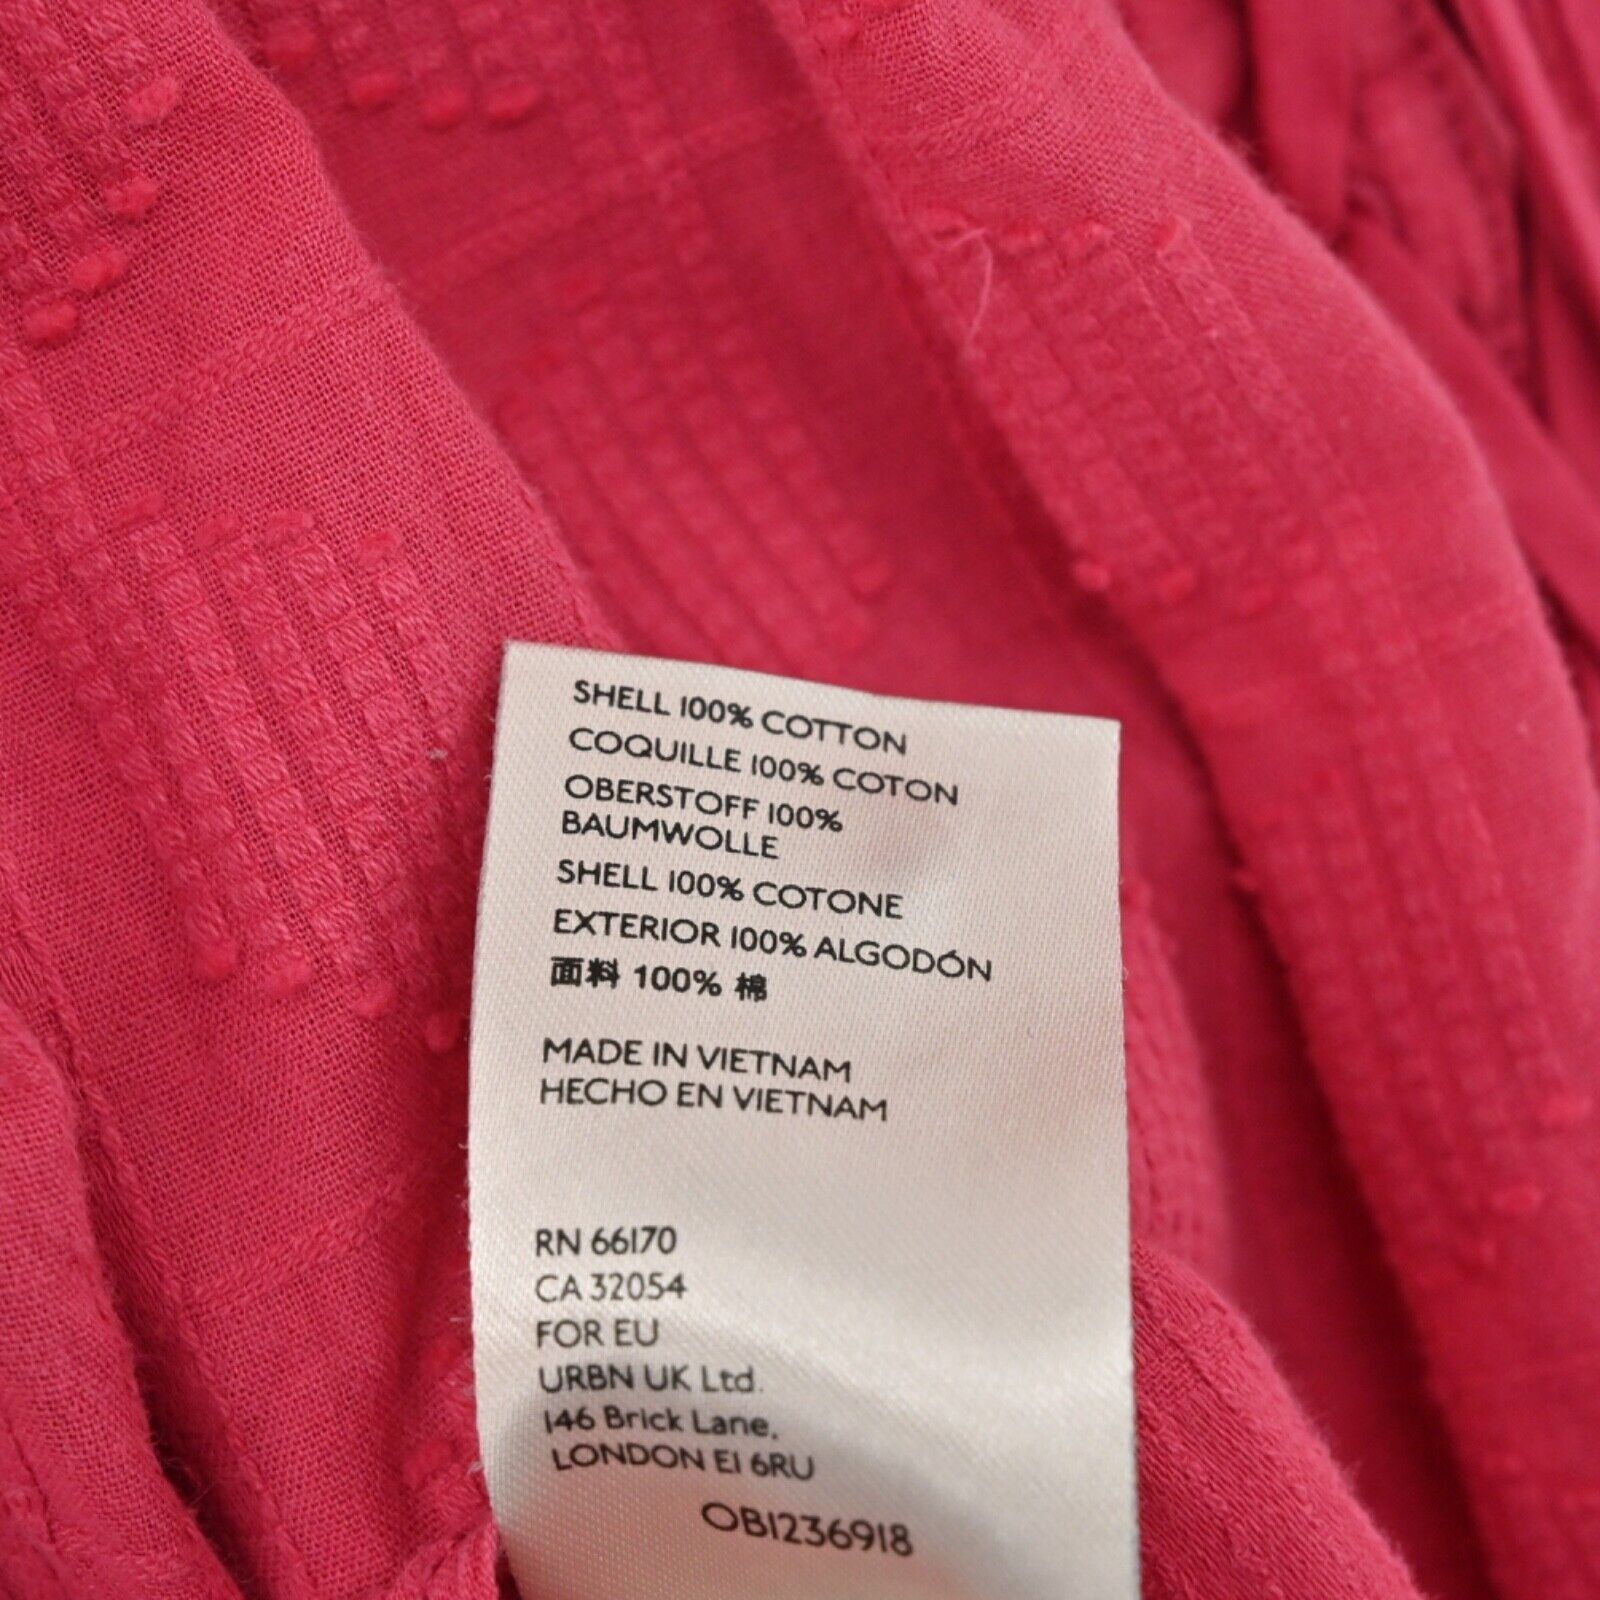 SHELL 100% COTTON
COQUILLE 100% COTON
OBERSTOFF 100%
BAUMWOLLE
SHELL 100% COTONE
EXTERIOR 100% ALGODÓN
面料 100% 棉
MADE IN VIETNAM
HECHO EN VIETNAM
RN 66170
CA 32054
FOR EU
URBN UK Ltd.
146 Brick Lane,
LONDON E1 6RU
OB1236918